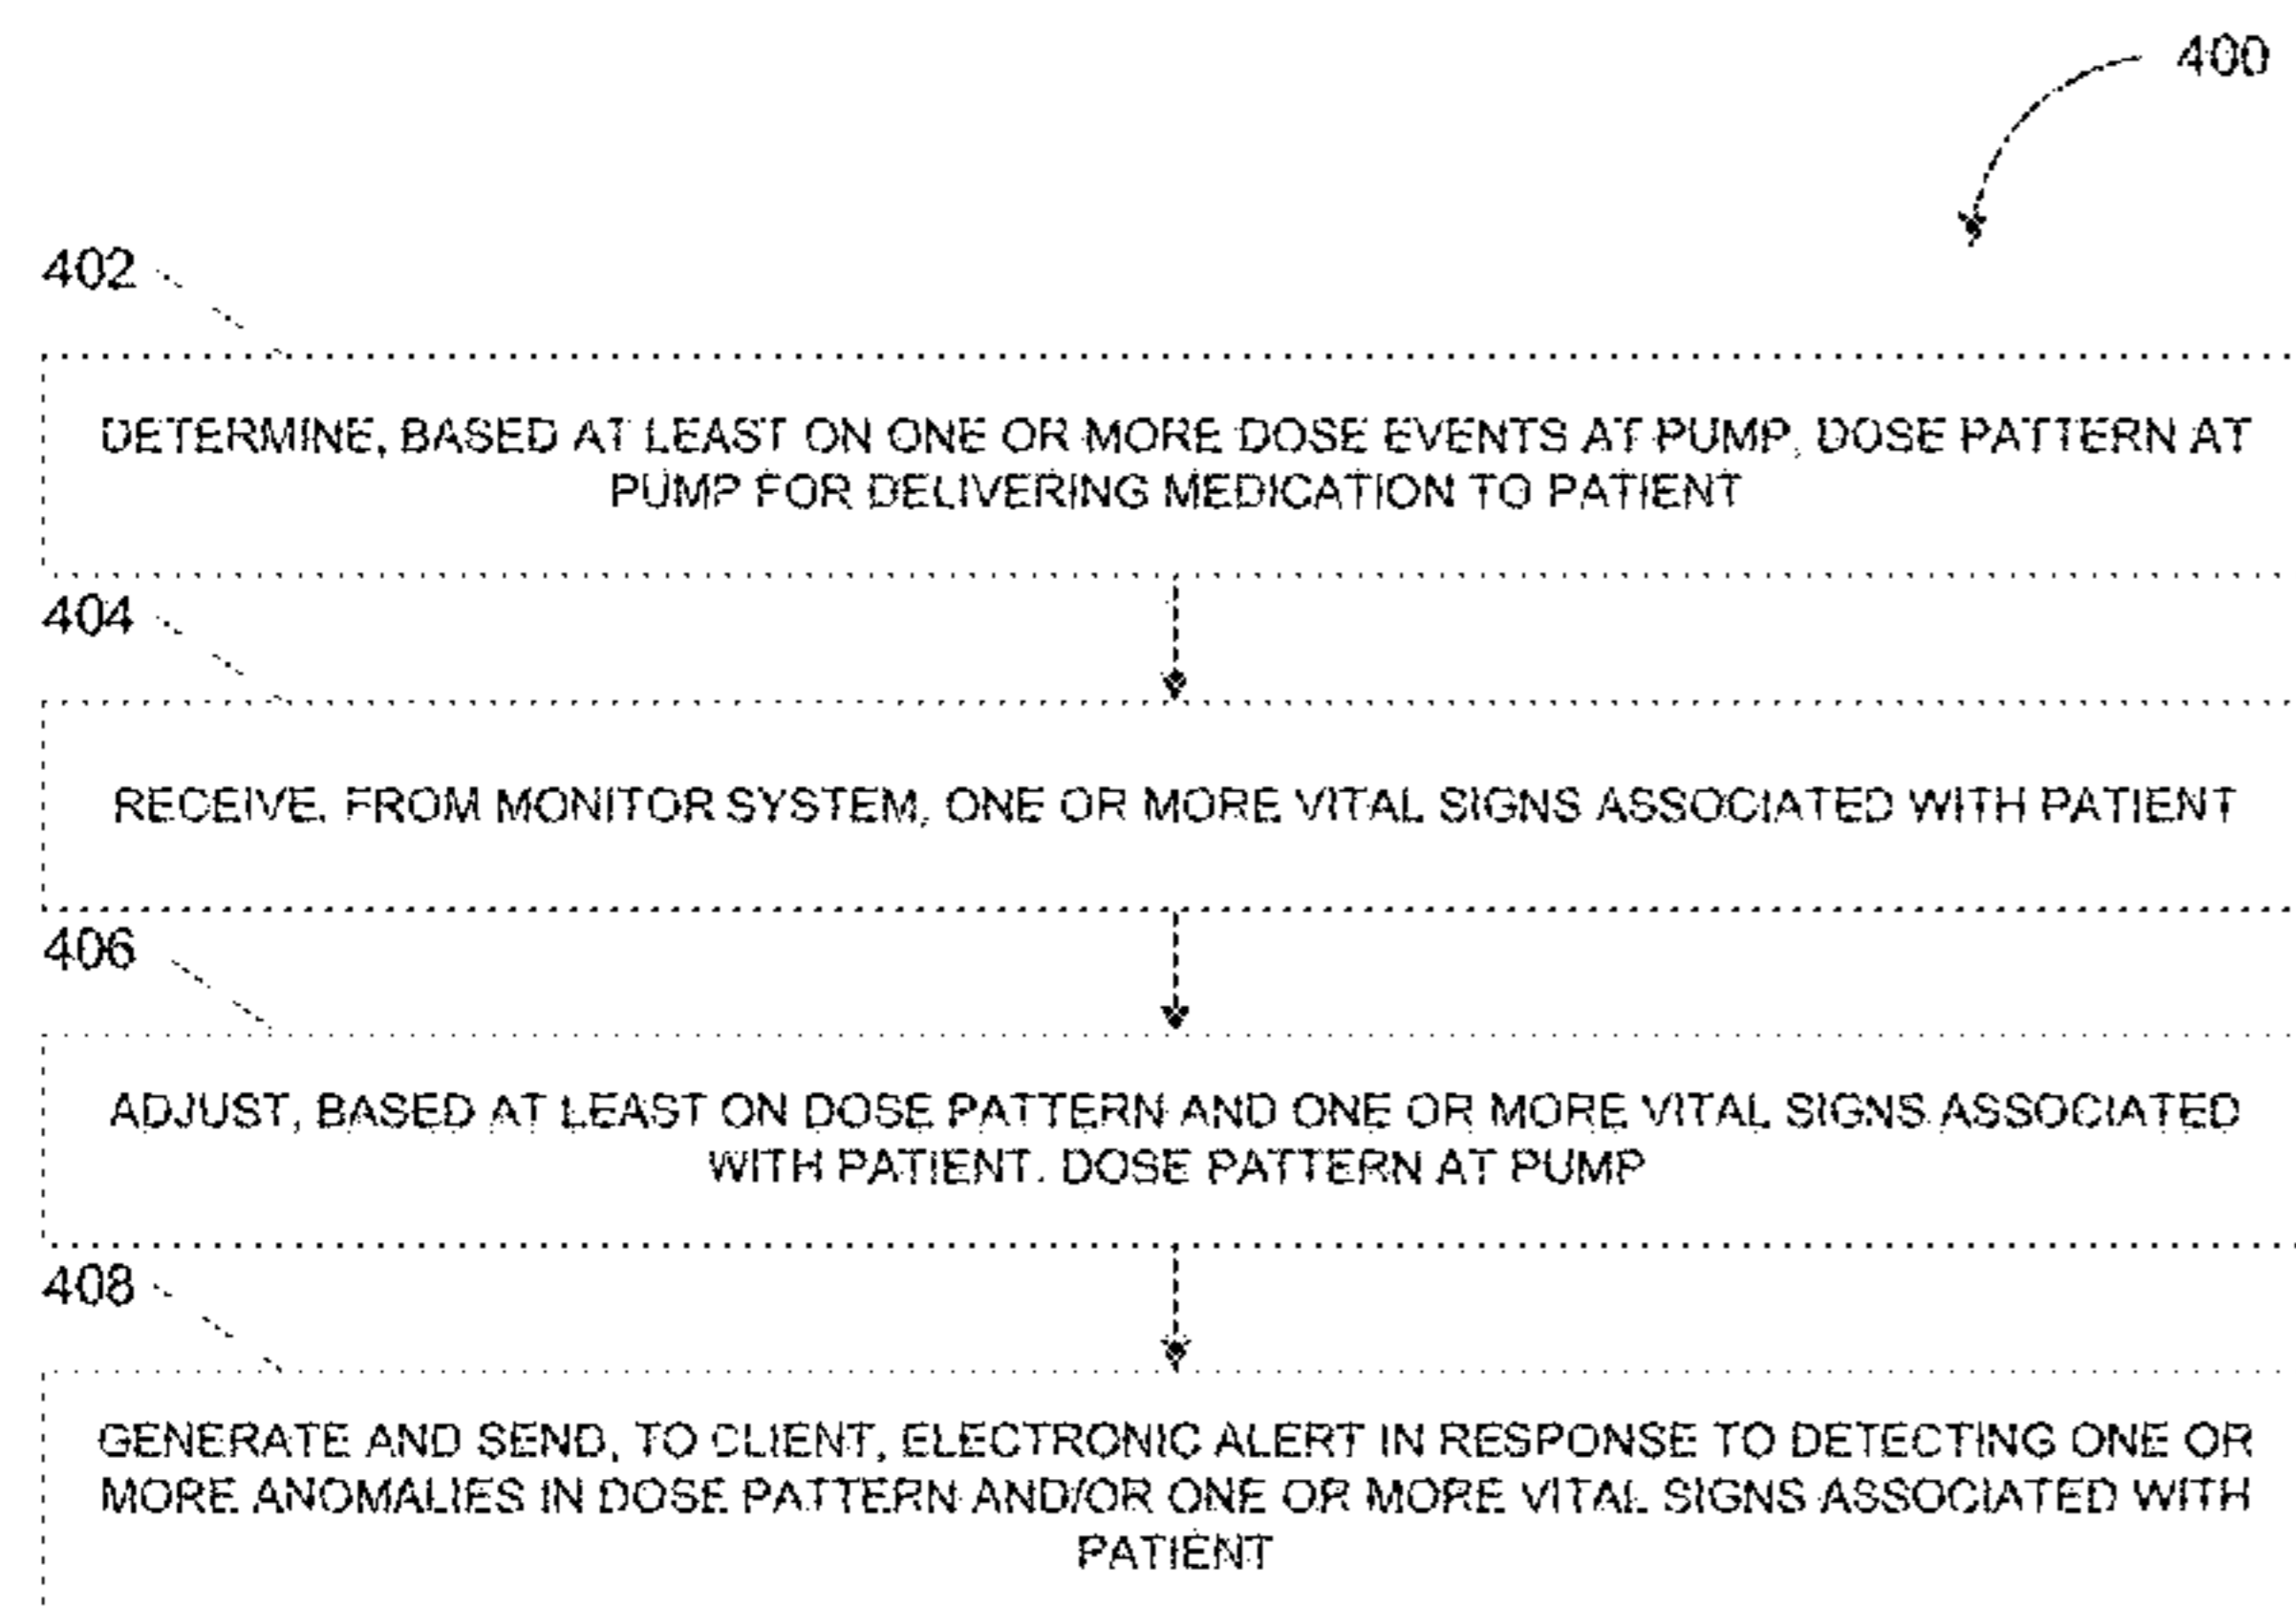 400
402
DETERMINE, BASED AT LEAST ON ONE OR MORE DOSE EVENTS AT PUMP, DOSE PATTERN AT
PUMP FOR DELIVERING MEDICATION TO PATIENT
404
RECEIVE, FROM MONITOR SYSTEM, ONE OR MORE VITAL SIGNS ASSOCIATED WITH PATIENT
406
ADJUST, BASED AT LEAST ON DOSE PATTERN AND ONE OR MORE VITAL SIGNS ASSOCIATED
WITH PATIENT, DOSE PATTERN AT PUMP
408
GENERATE AND SEND, TO CLIENT, ELECTRONIC ALERT IN RESPONSE TO DETECTING ONE OR
MORE ANOMALIES IN DOSE PATTERN AND/OR ONE OR MORE VITAL SIGNS ASSOCIATED WITH
PATIENT